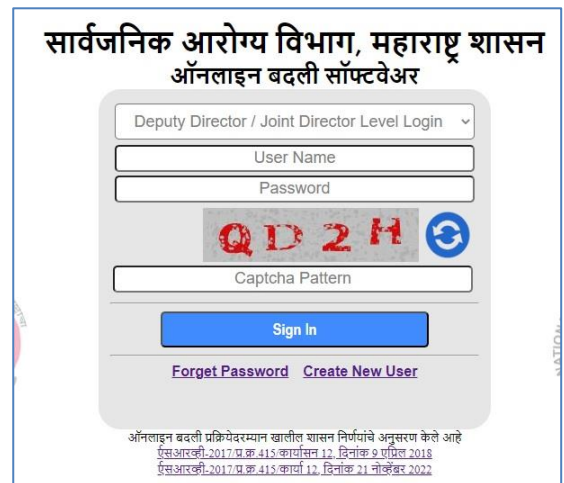 सार्वजनिक आरोग्य विभाग, महाराष्ट्र शासन
ऑनलाइन बदली सॉफ्टवेअर
Deputy Director / Joint Director Level Login
User Name
Password
QD2H
Captcha Pattern
Sign In
Forget Password Create New User
ऑनलाइन बदली प्रक्रियेदरम्यान खालील शासन निर्णयांचे अनुसरण केले आहे
एसआरव्ही-2017/प्र.क्र.415/कार्यासन 12, दिनांक 9 एप्रिल 2018
एसआरव्ही-2017/प्र.क्र.415/कार्या 12, दिनांक 21 नोव्हेंबर 2022